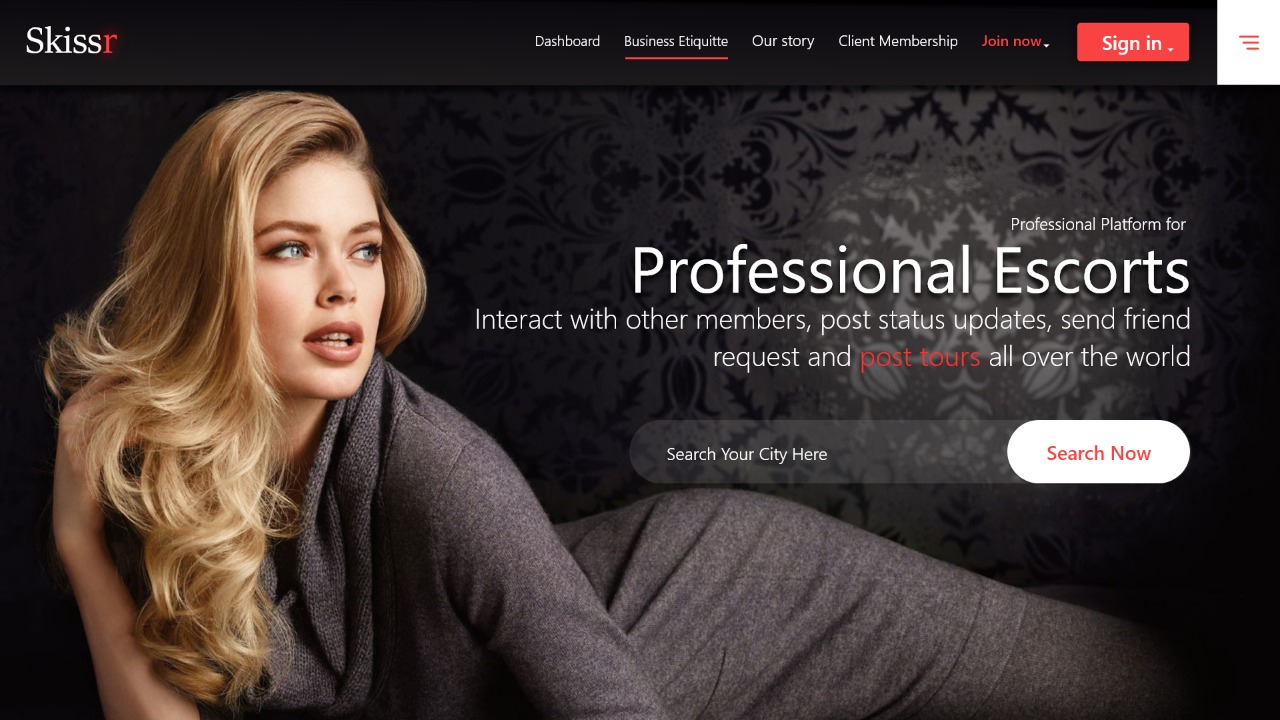 Skissr
Dashboard
Business Etiquitte
Our story
Client Membership
Join now
Sign in
Professional Platform for
Professional Escorts
Interact with other members, post status updates, send friend
request and post tours all over the world
Search Your City Here
Search Now